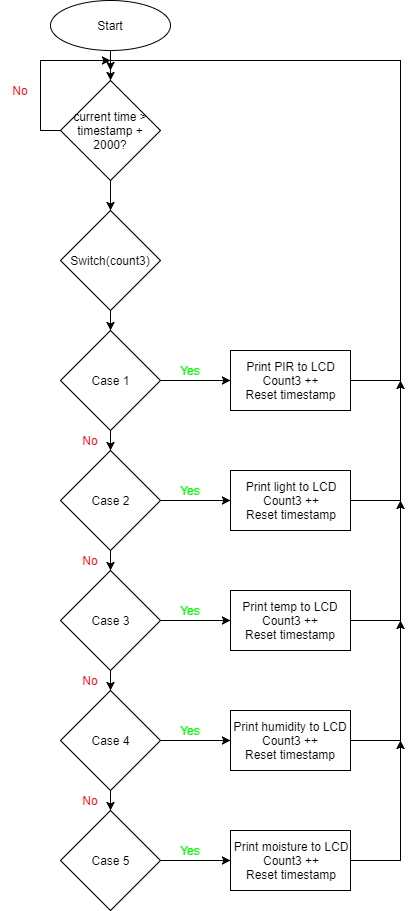 Start
No
current time >
timestamp +
2000?
Switch(count3)
Case 1
Yes
Print PIR to LCD
Count3 ++
Reset timestamp
No
Case 2
Yes
Print light to LCD
Count3 ++
Reset timestamp
No
Case 3
Yes
Print temp to LCD
Count3 ++
Reset timestamp
No
Case 4
Yes
Print humidity to LCD
Count3 ++
Reset timestamp
No
Case 5
Yes
Print moisture to LCD
Count3 ++
Reset timestamp